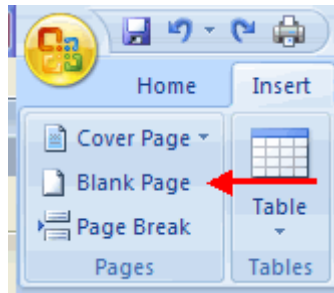 Home Insert
Cover Page
Blank Page
Page Break
Table
Pages Tables